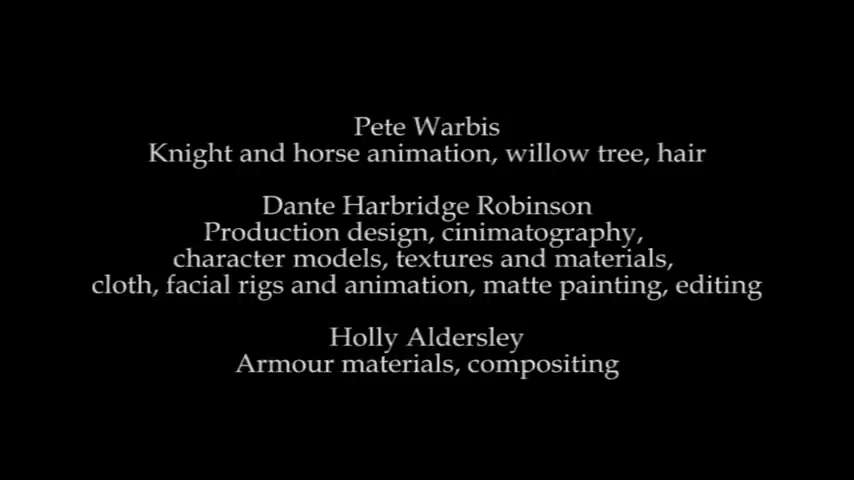 Pete Warbis
Knight and horse animation, willow tree, hair
Dante Harbridge Robinson
Production design, cinimatography,
character models, textures and materials,
cloth, facial rigs and animation, matte painting, editing
Holly Aldersley
Armour materials, compositing